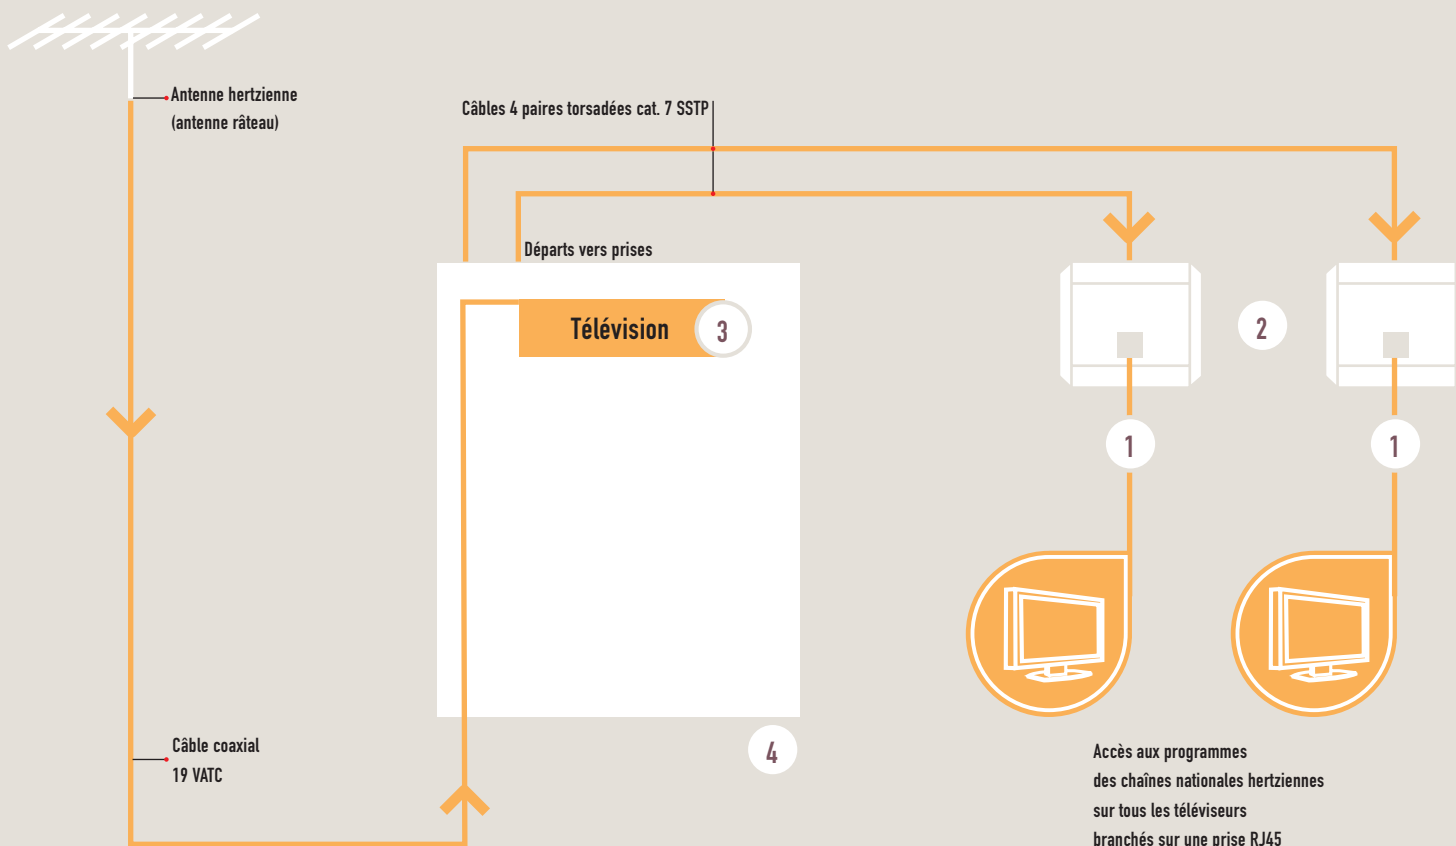 Antenne hertzienne
(antenne râteau)
Câbles 4 paires torsadées cat. 7 SSTP
Départs vers prises
Télévision
3
2
1
1
4
Câble coaxial
19 VATC
Accès aux programmes
des chaînes nationales hertziennes
sur tous les téléviseurs
branchés sur une prise RJ45